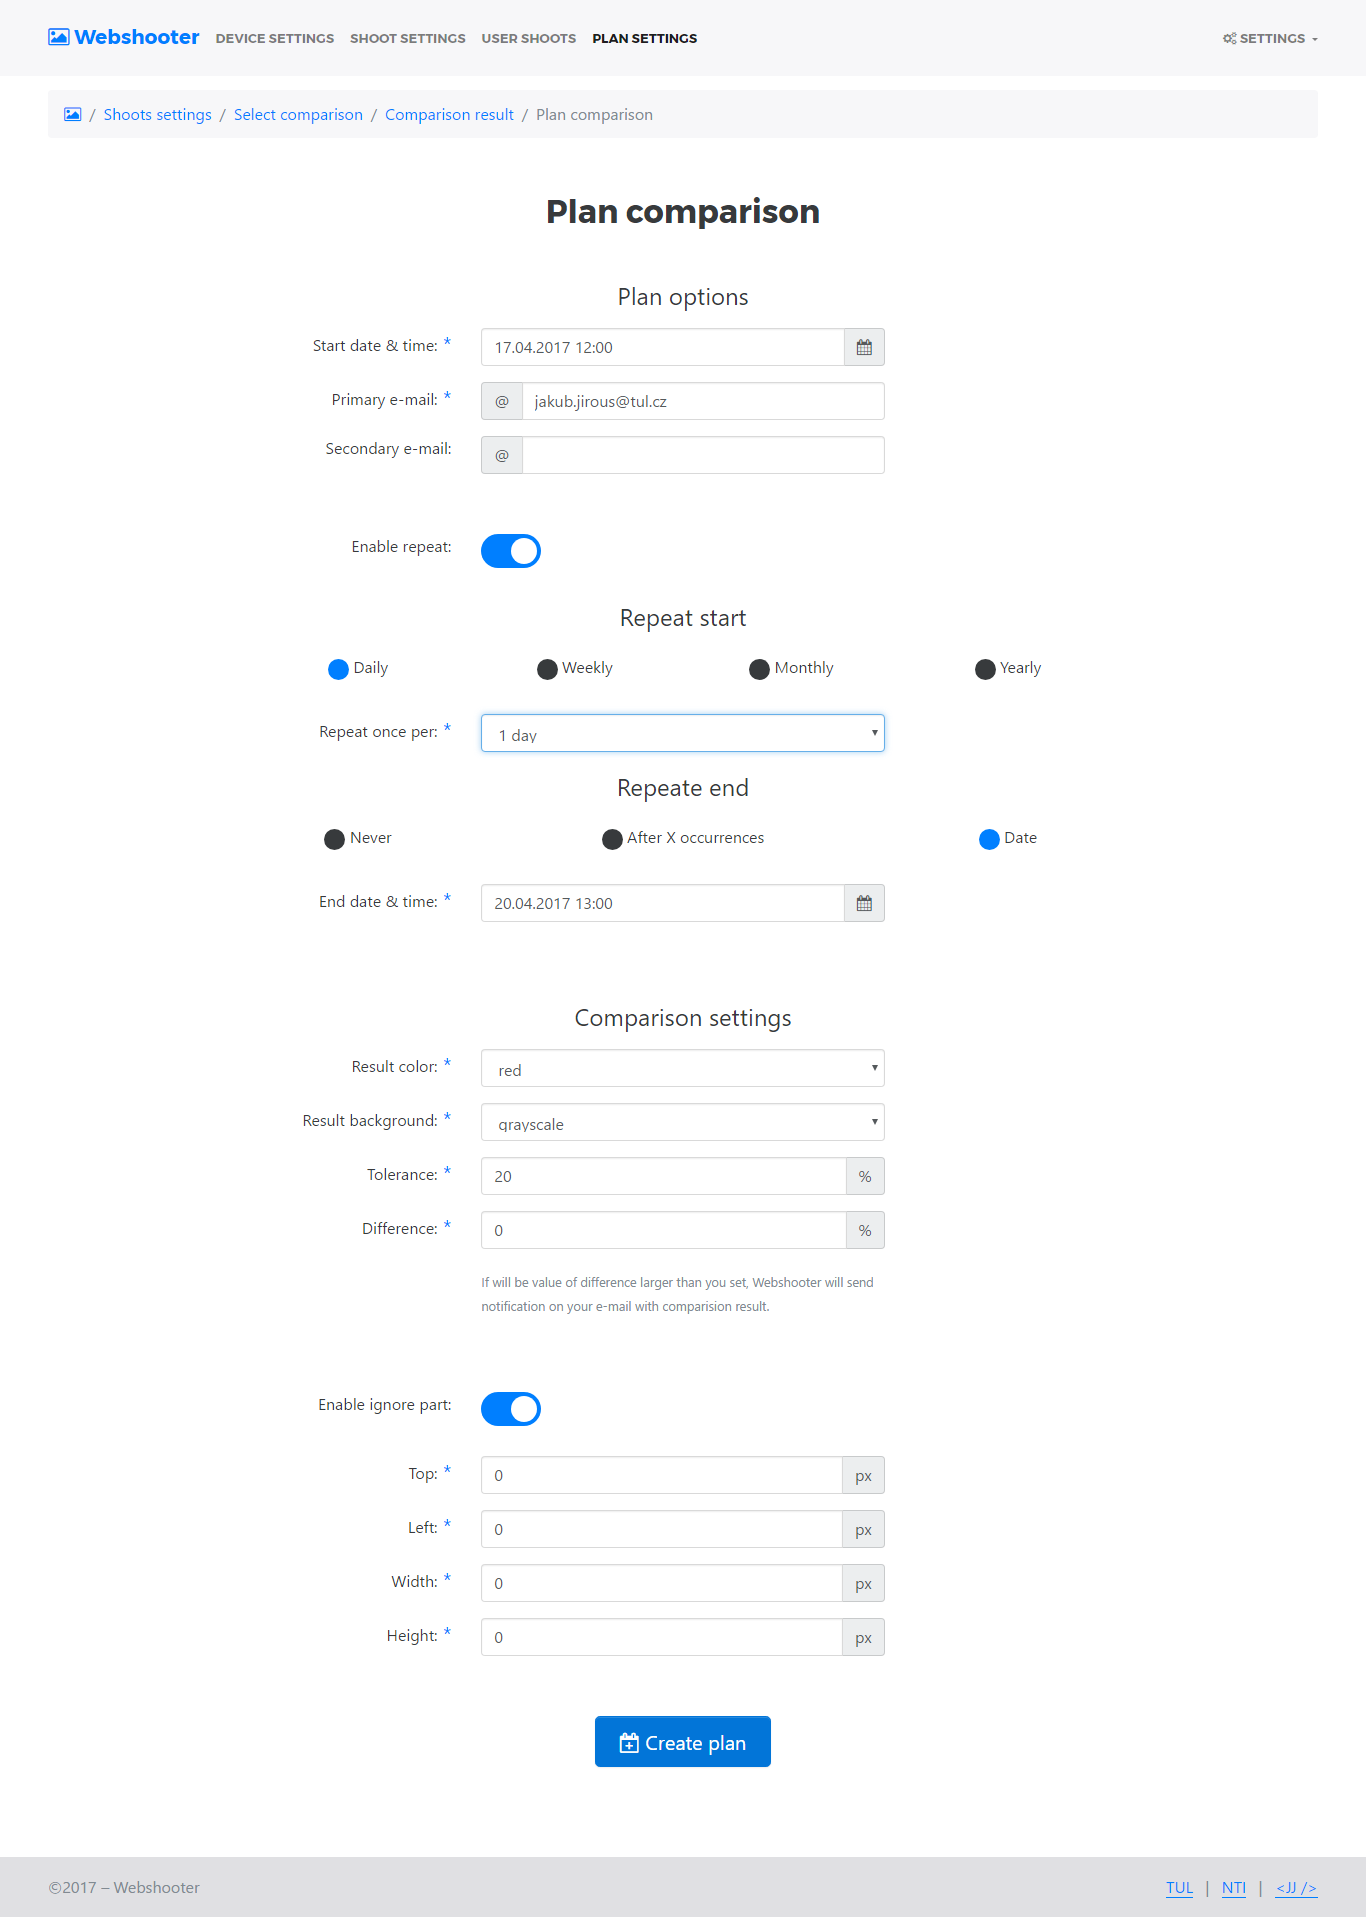 Webshooter DEVICE SETTINGS SHOOT SETTINGS USER SHOOTS PLAN SETTINGS SETTINGS
/ Shoots settings / Select comparison / Comparison result / Plan comparison
Plan comparison
Plan options
Start date & time: * 17.04.2017 12:00
Primary e-mail: * @ jakub.jirous@tul.cz
Secondary e-mail: @
Enable repeat:
Repeat start
Daily Weekly Monthly Yearly
Repeat once per: * 1 day
Repeate end
Never After X occurrences Date
End date & time: * 20.04.2017 13:00
Comparison settings
Result color: * red
Result background: * grayscale
Tolerance: * 20 %
Difference: * 0 %
If will be value of difference larger than you set, Webshooter will send
notification on your e-mail with comparision result.
Enable ignore part:
Top: * 0 px
Left: * 0 px
Width: * 0 px
Height: * 0 px
Create plan
©2017 – Webshooter TUL | NTI | <JJ />